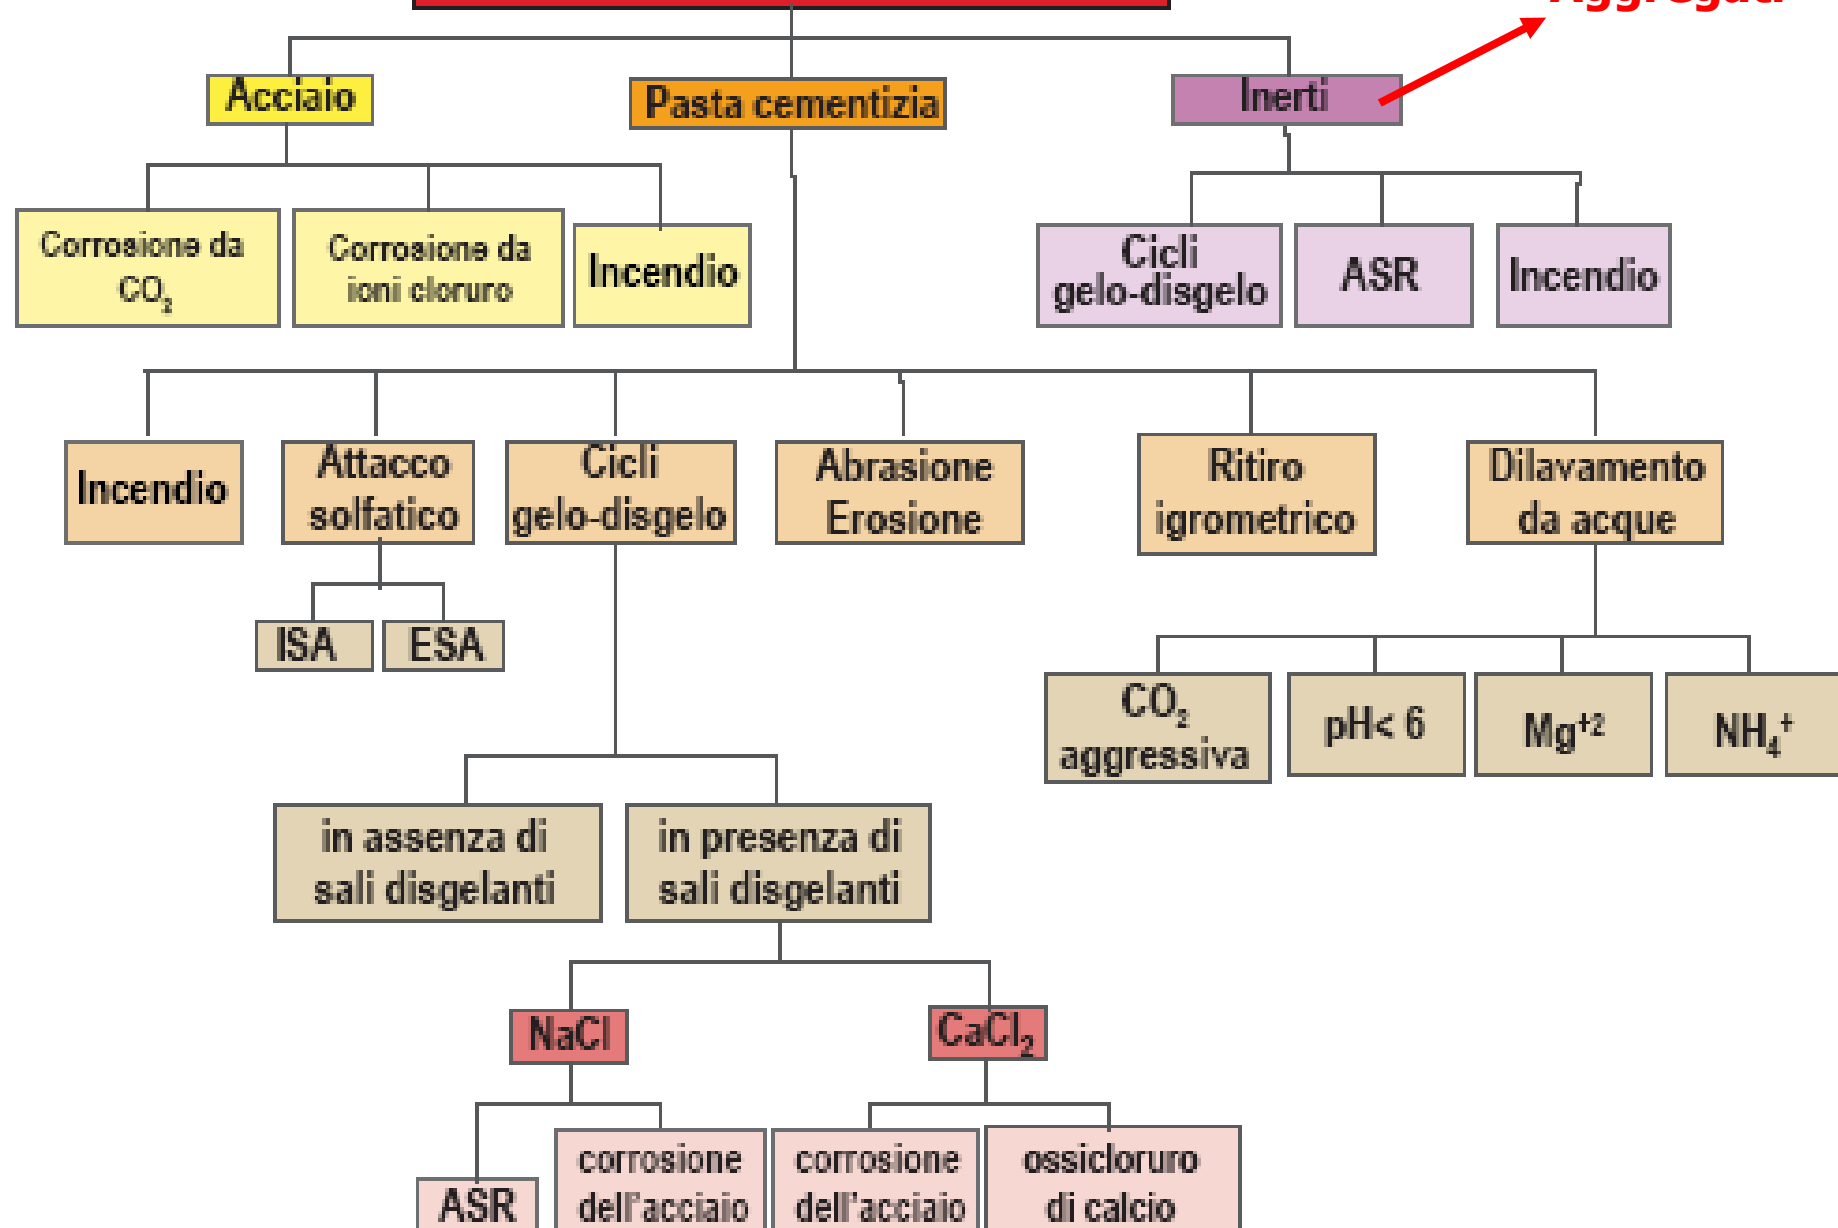 Aggregati
Acciaio
Pasta cementizia
Inerti
Corrosione da
CO₂
Corrosione da
ioni cloruro
Incendio
Cicli
gelo-disgelo
ASR
Incendio
Incendio
Attacco
solfatico
Cicli
gelo-disgelo
Abrasione
Erosione
Ritiro
igrometrico
Dilavamento
da acque
ISA
ESA
CO₂
aggressiva
pH< 6
Mg⁺²
NH₄⁺
in assenza di
sali disgelanti
in presenza di
sali disgelanti
NaCl
CaCl₂
ASR
corrosione
dell'acciaio
corrosione
dell'acciaio
ossicloruro
di calcio